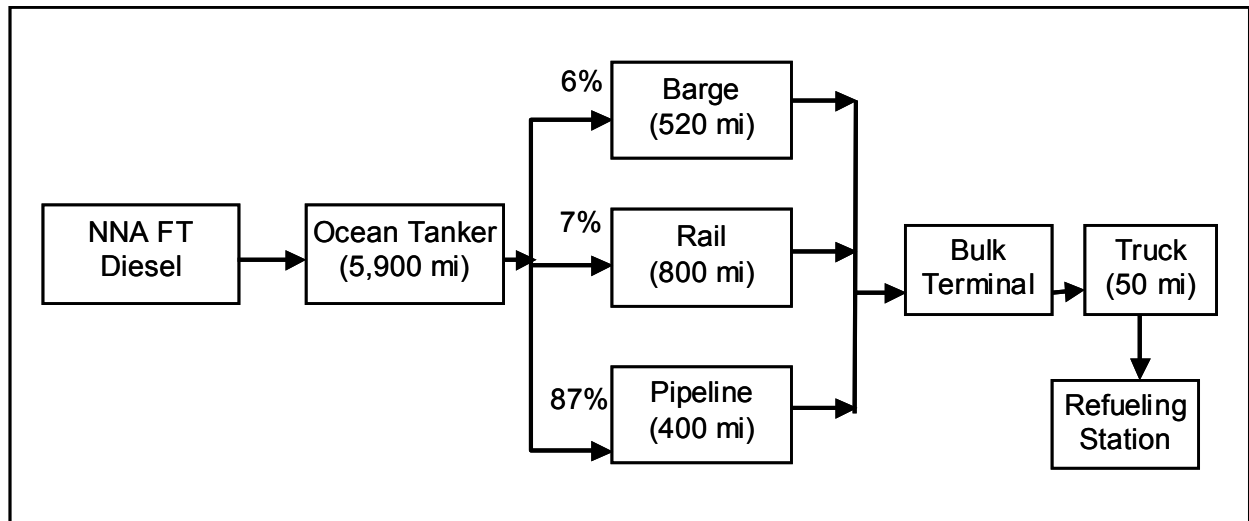 NNA FT
Diesel
Ocean Tanker
(5,900 mi)
6%
Barge
(520 mi)
7%
Rail
(800 mi)
87%
Pipeline
(400 mi)
Bulk
Terminal
Truck
(50 mi)
Refueling
Station